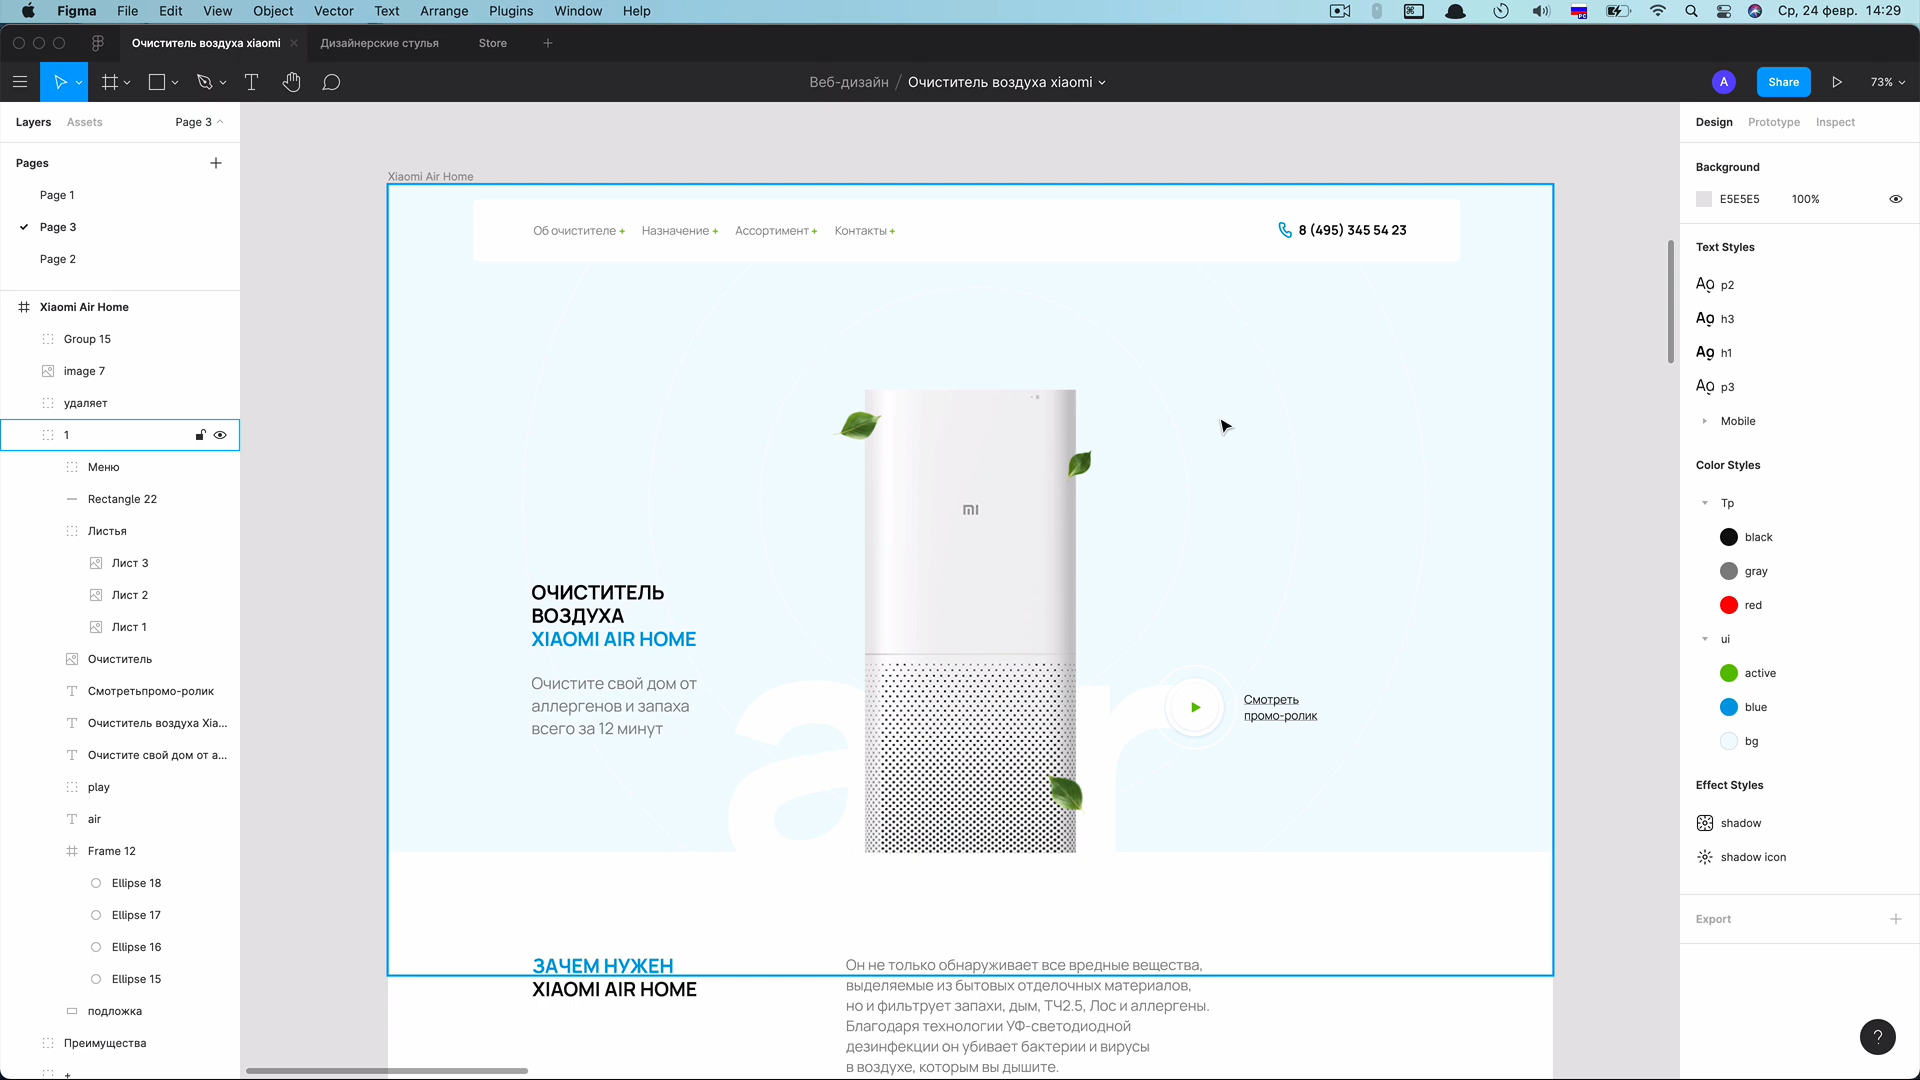 Figma File Edit View Object Vector Text Arrange Plugins Window Help Ср, 24 февр. 14:29
Очиститель воздуха xiaomi Дизайнерские стулья Store
Веб-дизайн / Очиститель воздуха xiaomi A Share 73%
Layers Assets Page 3
Pages
Page 1
Page 3
Page 2
Xiaomi Air Home
Group 15
image 7
удаляет
1
Меню
Rectangle 22
Листья
Лист 3
Лист 2
Лист 1
Очиститель
Смотретьпромо-ролик
Очиститель воздуха Xia...
Очистите свой дом от а...
play
air
Frame 12
Ellipse 18
Ellipse 17
Ellipse 16
Ellipse 15
подложка
Преимущества
+
Xiaomi Air Home
Об очистителе + Назначение + Ассортимент + Контакты + 8 (495) 345 54 23
mi
ОЧИСТИТЕЛЬ
ВОЗДУХА
XIAOMI AIR HOME
Очистите свой дом от
аллергенов и запаха
всего за 12 минут
air
Смотреть
промо-ролик
ЗАЧЕМ НУЖЕН
XIAOMI AIR HOME
Он не только обнаруживает все вредные вещества,
выделяемые из бытовых отделочных материалов,
но и фильтрует запахи, дым, ТЧ2.5, Лос и аллергены.
Благодаря технологии УФ-светодиодной
дезинфекции он убивает бактерии и вирусы
в воздухе, которым вы дышите.
Design Prototype Inspect
Background
E5E5E5 100%
Text Styles
Ag p2
Ag h3
Ag h1
Ag p3
Mobile
Color Styles
Тр
black
gray
red
ui
active
blue
bg
Effect Styles
shadow
shadow icon
Export
?